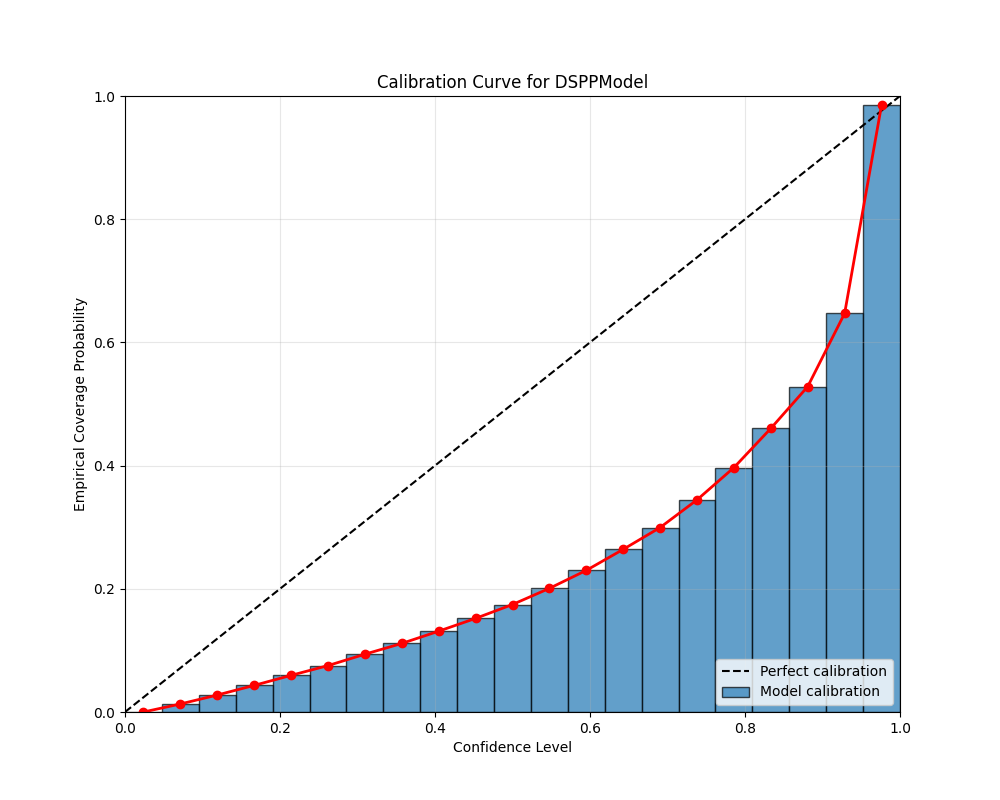 Calibration Curve for DSPPModel
1.0
0.8
0.6
0.4
0.2
0.0
Empirical Coverage Probability
0.0 0.2 0.4 0.6 0.8 1.0
Confidence Level
Perfect calibration
Model calibration